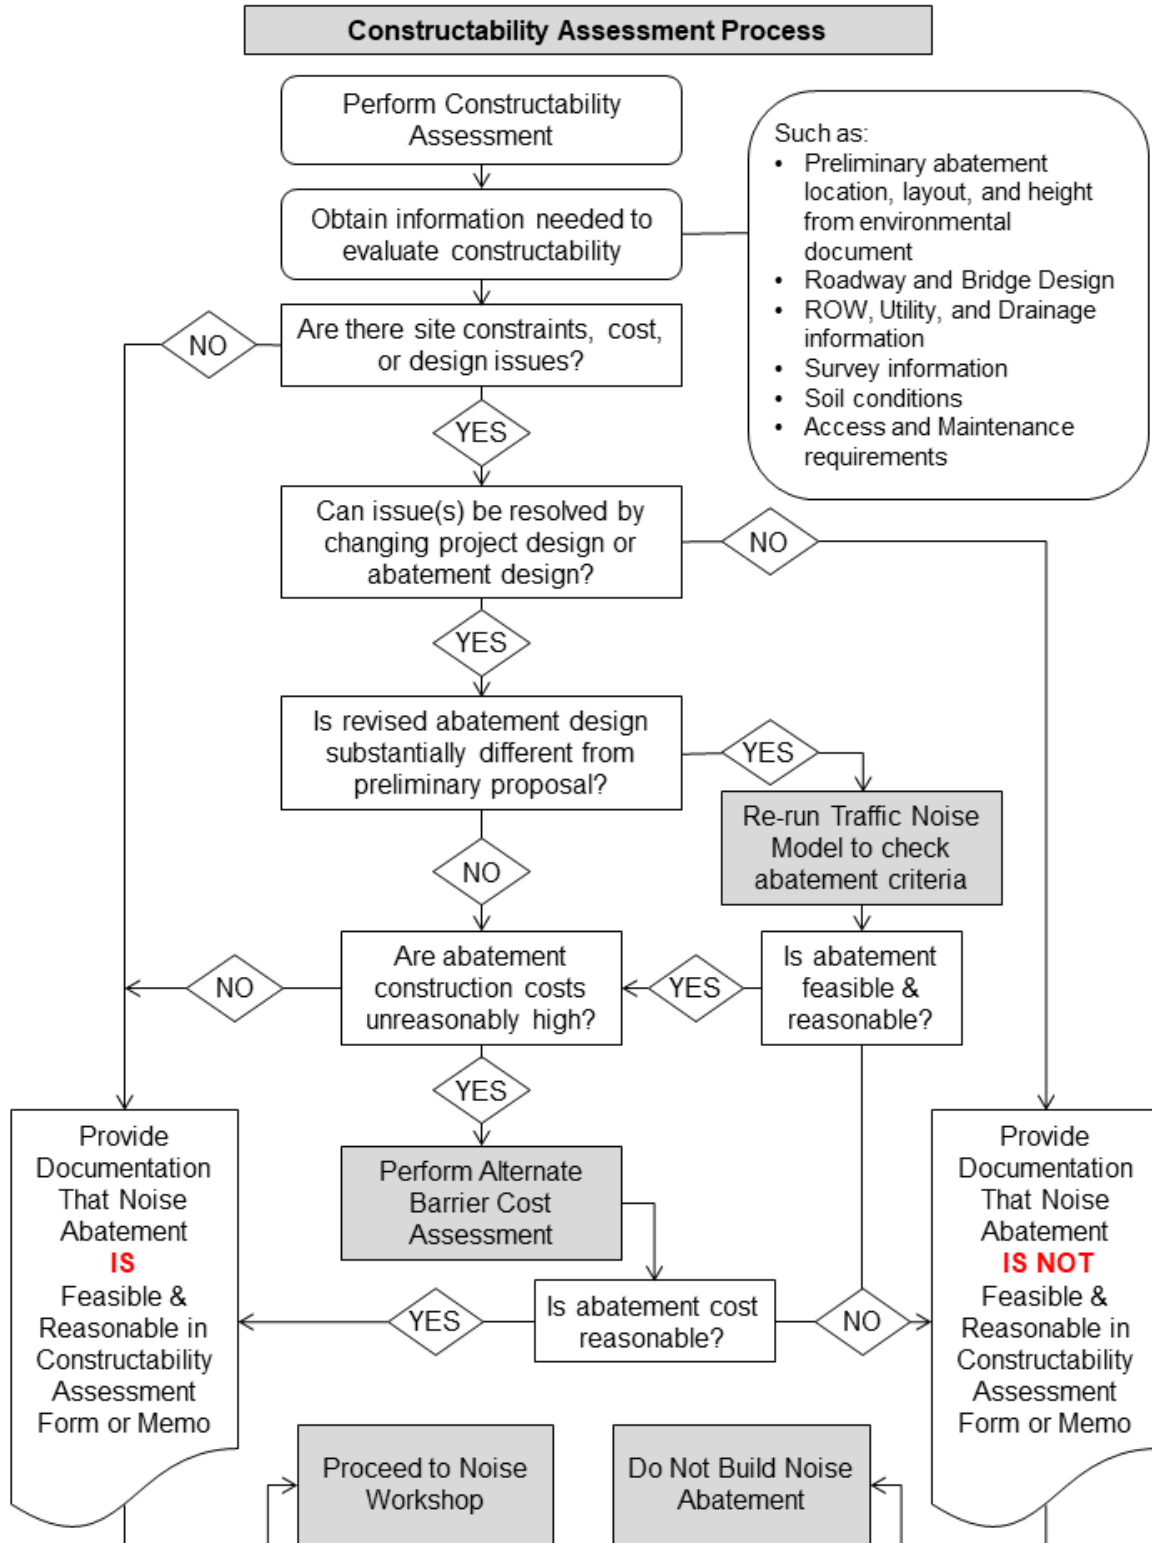 Constructability Assessment Process
Perform Constructability
Assessment
Obtain information needed to
evaluate constructability
Such as:
• Preliminary abatement
location, layout, and height
from environmental
document
• Roadway and Bridge Design
• ROW, Utility, and Drainage
information
• Survey information
• Soil conditions
• Access and Maintenance
requirements
Are there site constraints, cost,
or design issues?
NO
YES
Can issue(s) be resolved by
changing project design or
abatement design?
NO
YES
Is revised abatement design
substantially different from
preliminary proposal?
YES
Re-run Traffic Noise
Model to check
abatement criteria
NO
Are abatement
construction costs
unreasonably high?
NO
YES
Is abatement
feasible &
reasonable?
YES
Perform Alternate
Barrier Cost
Assessment
Is abatement cost
reasonable?
YES
NO
Provide
Documentation
That Noise
Abatement
IS
Feasible &
Reasonable in
Constructability
Assessment
Form or Memo
Provide
Documentation
That Noise
Abatement
IS NOT
Feasible &
Reasonable in
Constructability
Assessment
Form or Memo
Proceed to Noise
Workshop
Do Not Build Noise
Abatement